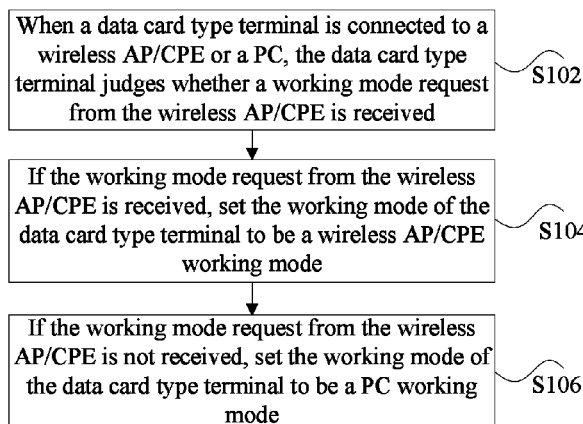 When a data card type terminal is connected to a
wireless AP/CPE or a PC, the data card type
terminal judges whether a working mode request
from the wireless AP/CPE is received
S102
If the working mode request from the wireless
AP/CPE is received, set the working mode of the
data card type terminal to be a wireless AP/CPE
working mode
S104
If the working mode request from the wireless
AP/CPE is not received, set the working mode of
the data card type terminal to be a PC working
mode
S106